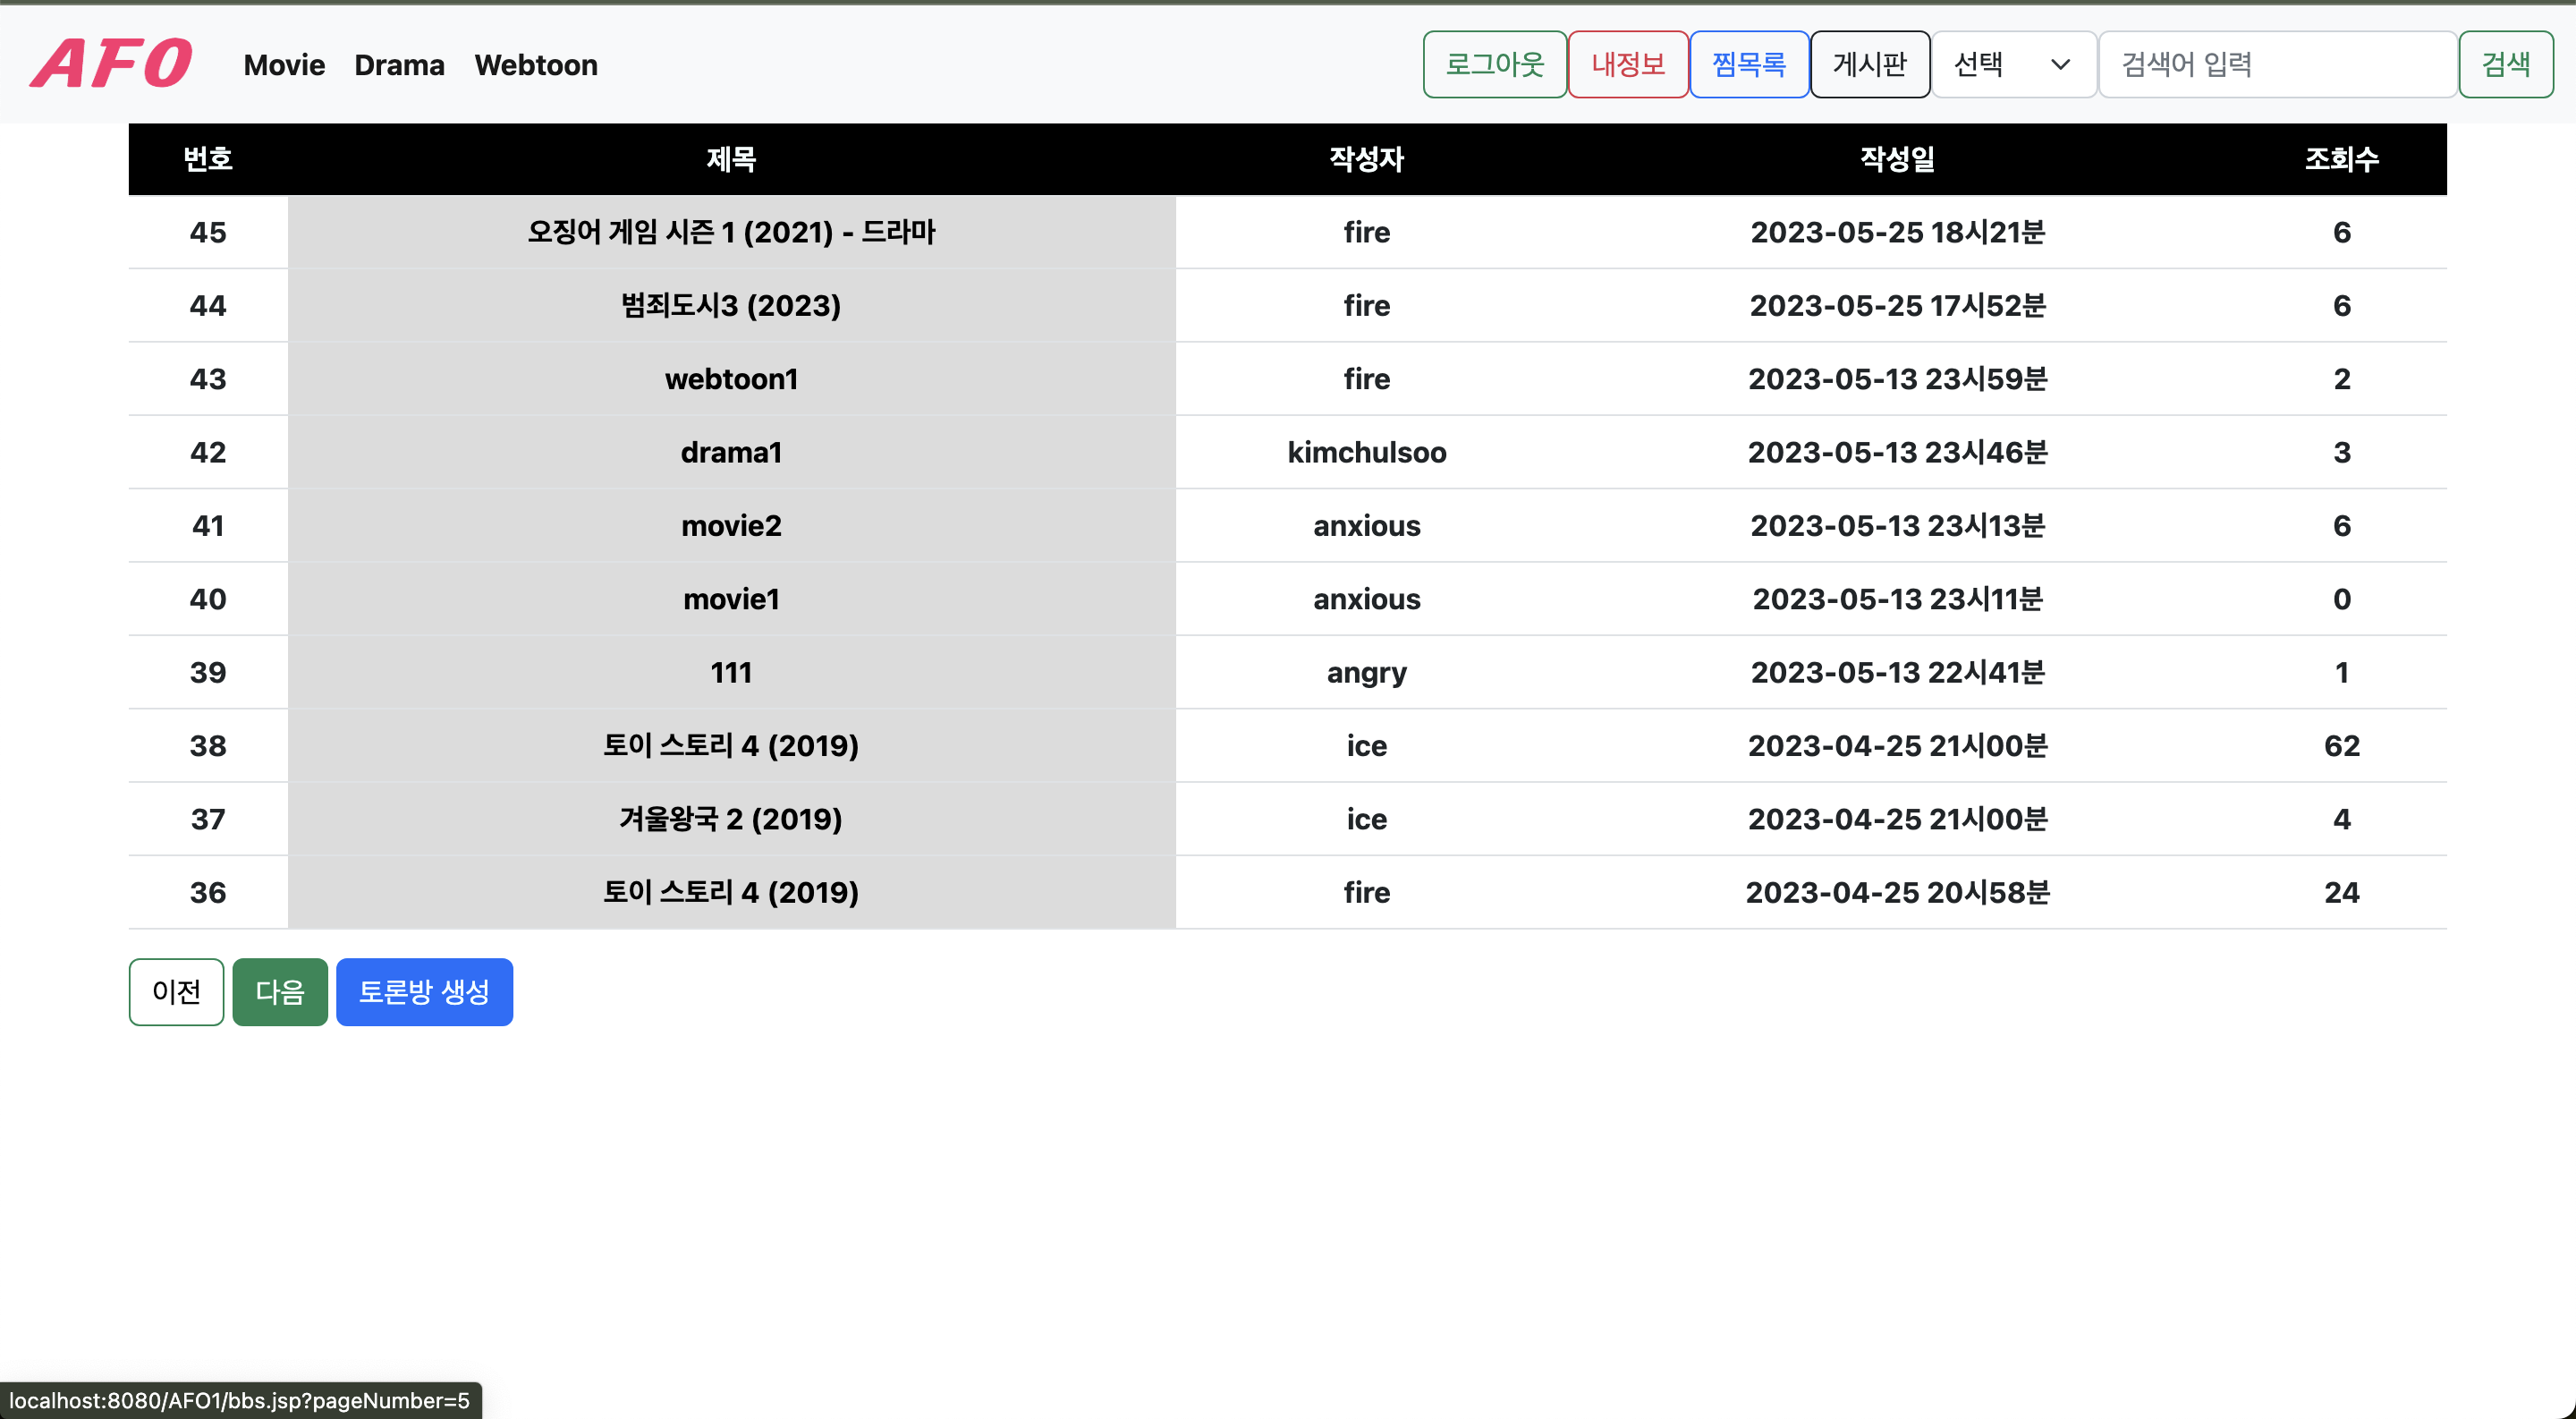 AFO Movie Drama Webtoon 로그아웃 내정보 찜목록 게시판 선택 검색어 입력 검색
번호 제목 작성자 작성일 조회수
45 오징어 게임 시즌 1 (2021) - 드라마 fire 2023-05-25 18시21분 6
44 범죄도시3 (2023) fire 2023-05-25 17시52분 6
43 webtoon1 fire 2023-05-13 23시59분 2
42 drama1 kimchulsoo 2023-05-13 23시46분 3
41 movie2 anxious 2023-05-13 23시13분 6
40 movie1 anxious 2023-05-13 23시11분 0
39 111 angry 2023-05-13 22시41분 1
38 토이 스토리 4 (2019) ice 2023-04-25 21시00분 62
37 겨울왕국 2 (2019) ice 2023-04-25 21시00분 4
36 토이 스토리 4 (2019) fire 2023-04-25 20시58분 24
이전 다음 토론방 생성
localhost:8080/AFO1/bbs.jsp?pageNumber=5